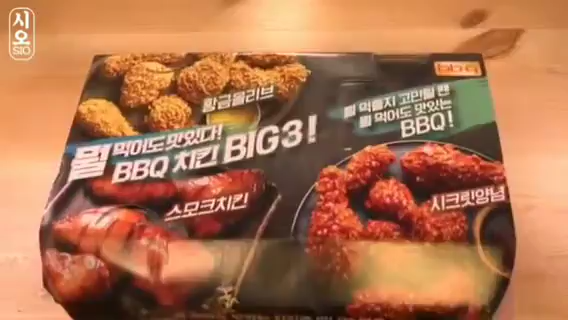 시오
SIO
bb.q
황금올리브
뭘 먹어도 맛있다!
BBQ 치킨 BIG3!
뭘 먹을지 고민될 땐
뭘 먹어도 맛있는
BBQ!
스모크치킨
시크릿양념